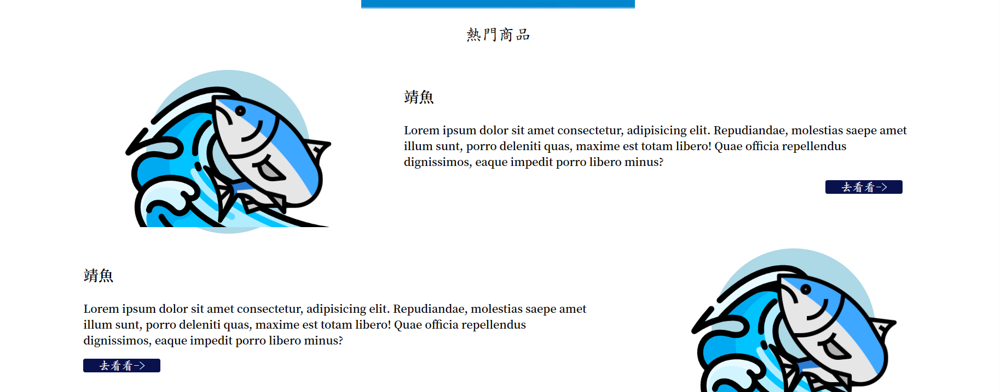 熱門商品
靖魚
Lorem ipsum dolor sit amet consectetur, adipisicing elit. Repudiandae, molestias saepe amet
illum sunt, porro deleniti quas, maxime est totam libero! Quae officia repellendus
dignissimos, eaque impedit porro libero minus?
去看看->
靖魚
Lorem ipsum dolor sit amet consectetur, adipisicing elit. Repudiandae, molestias saepe amet
illum sunt, porro deleniti quas, maxime est totam libero! Quae officia repellendus
dignissimos, eaque impedit porro libero minus?
去看看->